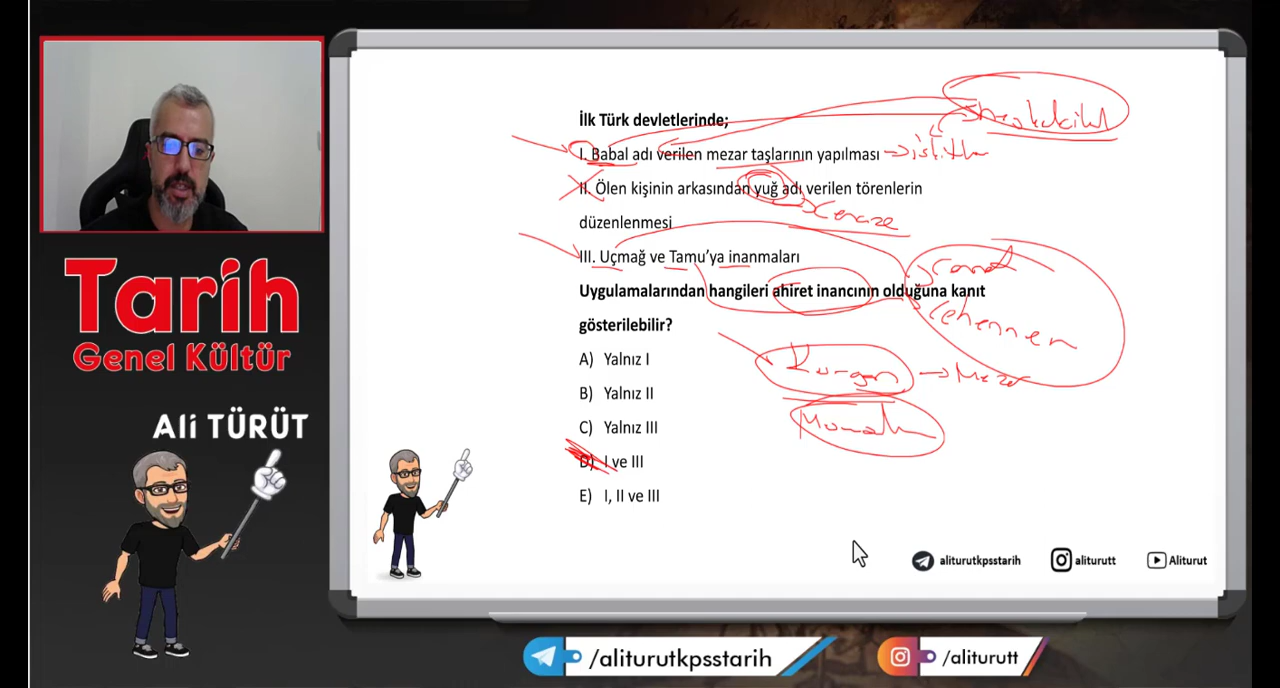 İlk Türk devletlerinde;
I. Babal adı verilen mezar taşlarının yapılması
II. Ölen kişinin arkasından yuğ adı verilen törenlerin
düzenlenmesi
Cenaze
III. Uçmağ ve Tamu'ya inanmaları
cennet
Uygulamalarından hangileri ahiret inancının olduğuna kanıt
cehennem
gösterilebilir?
A) Yalnız I
Kurgan
B) Yalnız II
C) Yalnız III
D) I ve III
E) I, II ve III
Tarih
Genel Kültür
Ali TÜRÜT
aliturutkpsstarih
aliturutt
Aliturut
/aliturutkpsstarih
/aliturutt